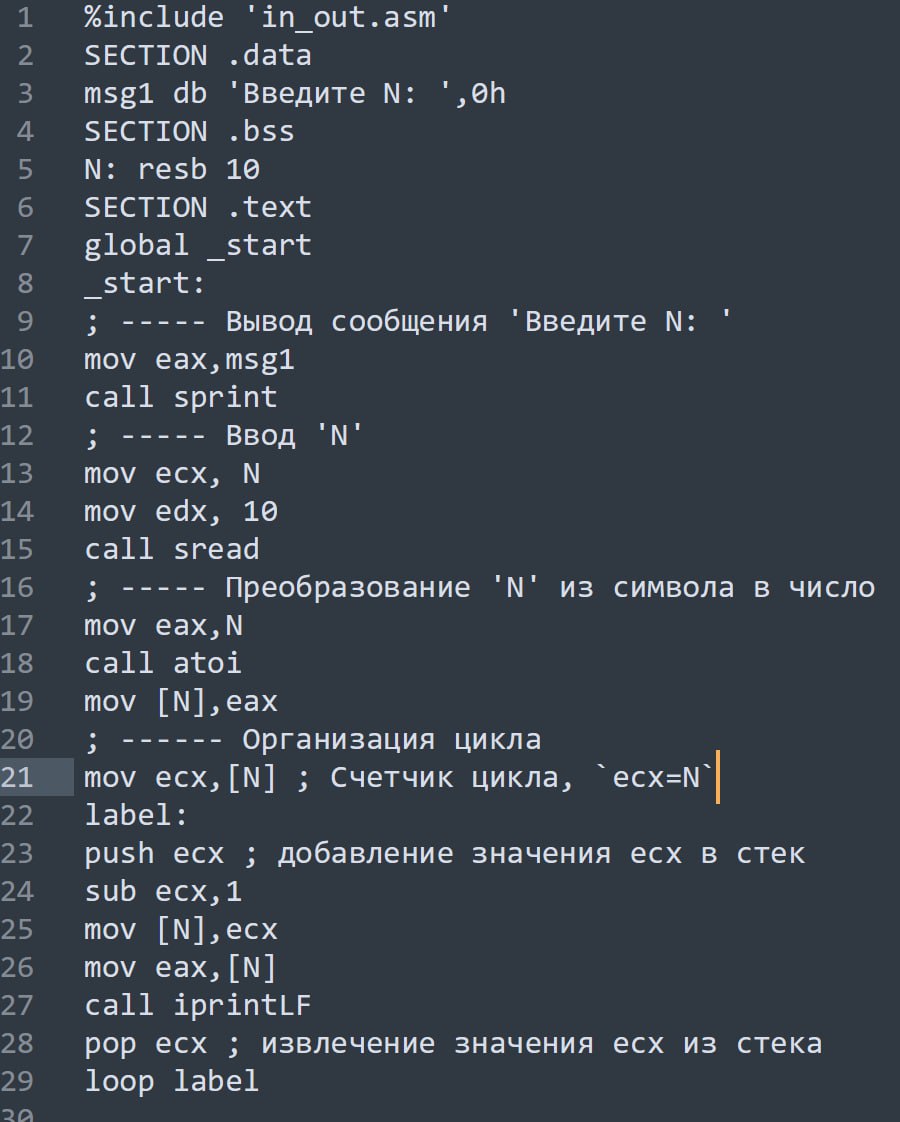 1 %include 'in_out.asm'
2 SECTION .data
3 msg1 db 'Введите N: ',0h
4 SECTION .bss
5 N: resb 10
6 SECTION .text
7 global _start
8 _start:
9 ; ----- Вывод сообщения 'Введите N: '
10 mov eax,msg1
11 call sprint
12 ; ----- Ввод 'N'
13 mov ecx, N
14 mov edx, 10
15 call sread
16 ; ----- Преобразование 'N' из символа в число
17 mov eax,N
18 call atoi
19 mov [N],eax
20 ; ------ Организация цикла
21 mov ecx,[N] ; Счетчик цикла, `ecx=N`
22 label:
23 push ecx ; добавление значения ecx в стек
24 sub ecx,1
25 mov [N],ecx
26 mov eax,[N]
27 call iprintLF
28 pop ecx ; извлечение значения ecx из стека
29 loop label
30